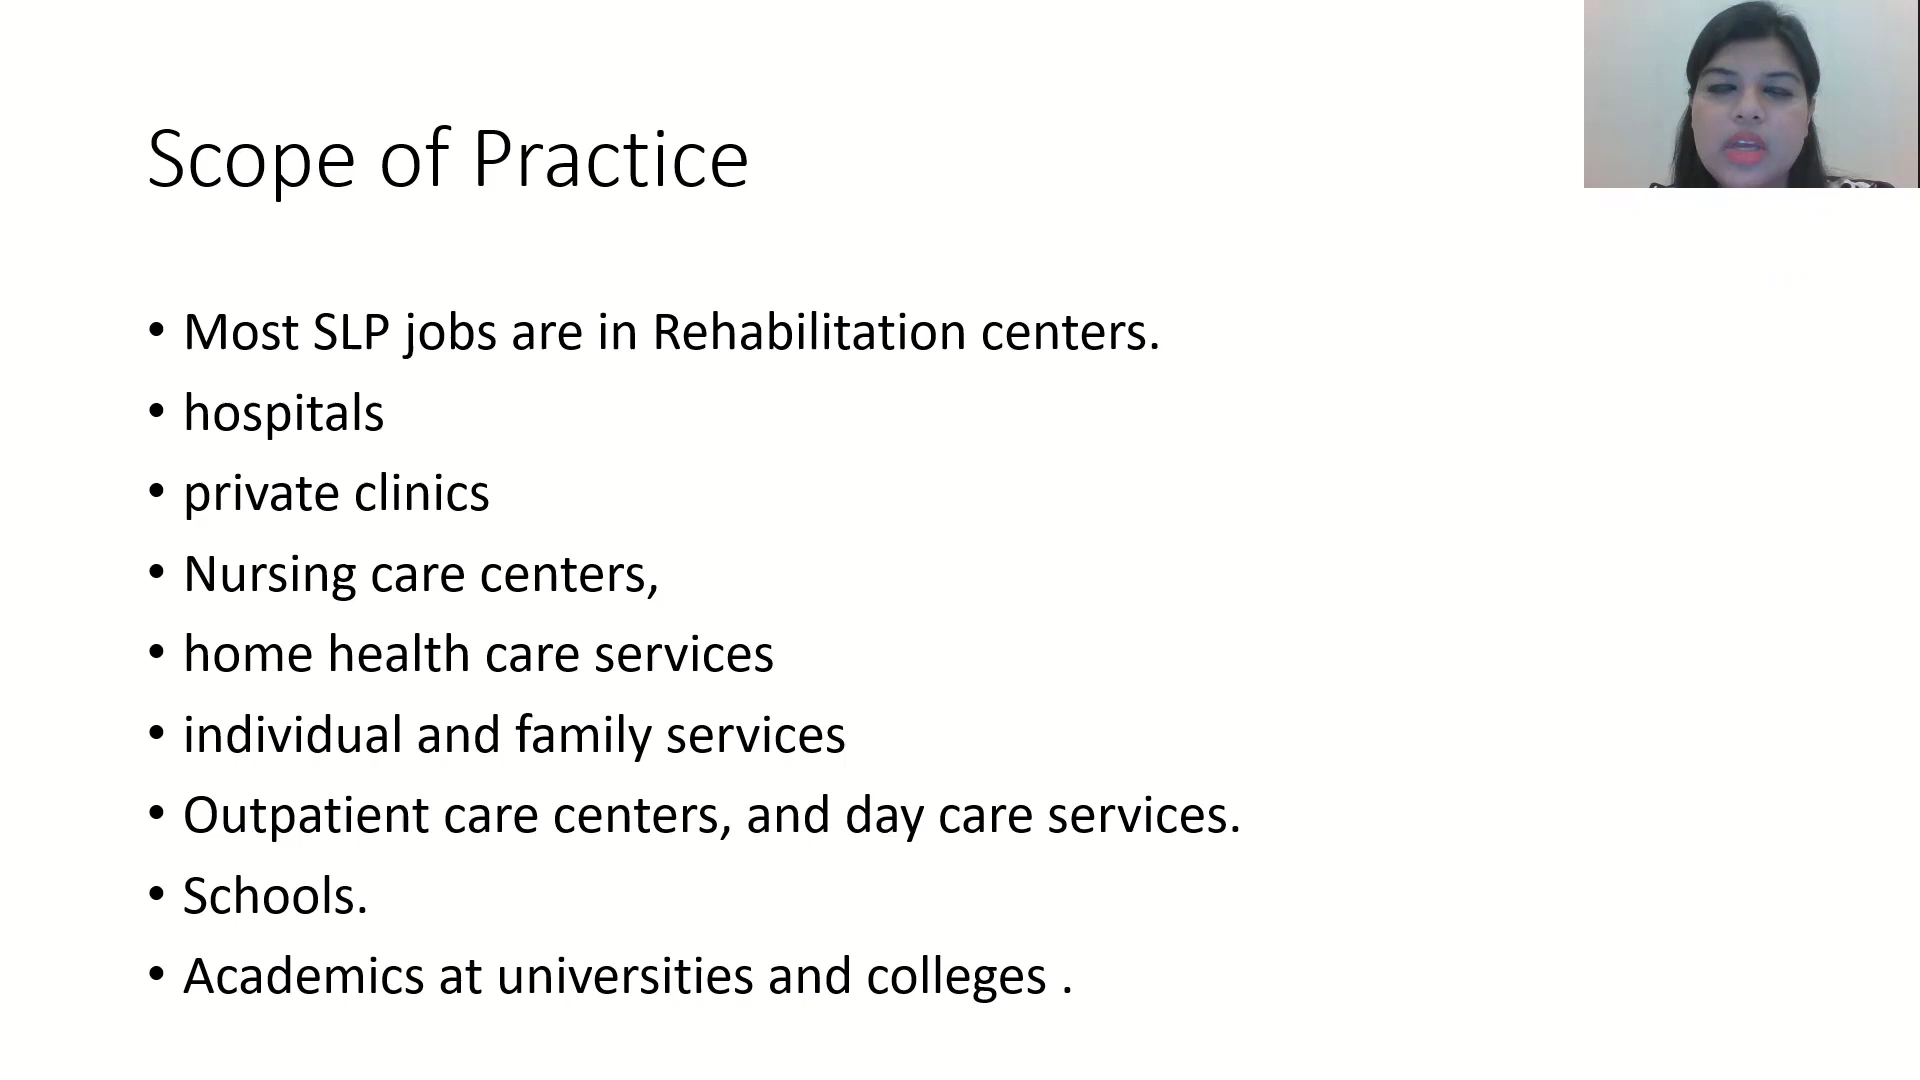 Scope of Practice
• Most SLP jobs are in Rehabilitation centers.
• hospitals
• private clinics
• Nursing care centers,
• home health care services
• individual and family services
• Outpatient care centers, and day care services.
• Schools.
• Academics at universities and colleges .